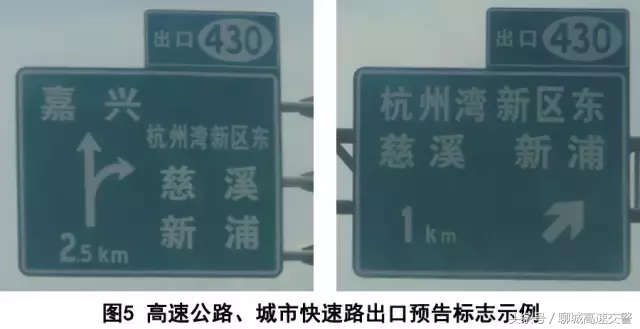 出口 430
嘉兴
杭州湾新区东
慈溪
新浦
2.5 km
出口 430
杭州湾新区东
慈溪 新浦
1 km
图5 高速公路、城市快速路出口预告标志示例
头条号/聊城高速交警